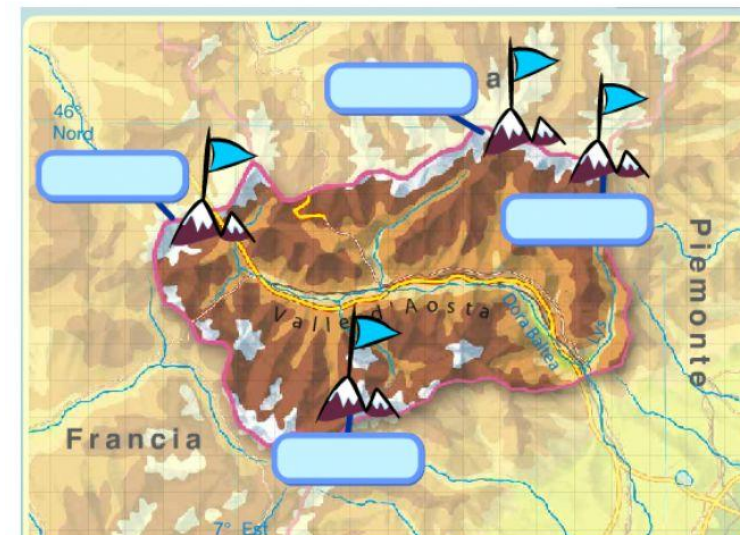 a
46°
Nord
Piemonte
Valle d'Aosta
Dora Baltea
Lys
Francia
7° Est